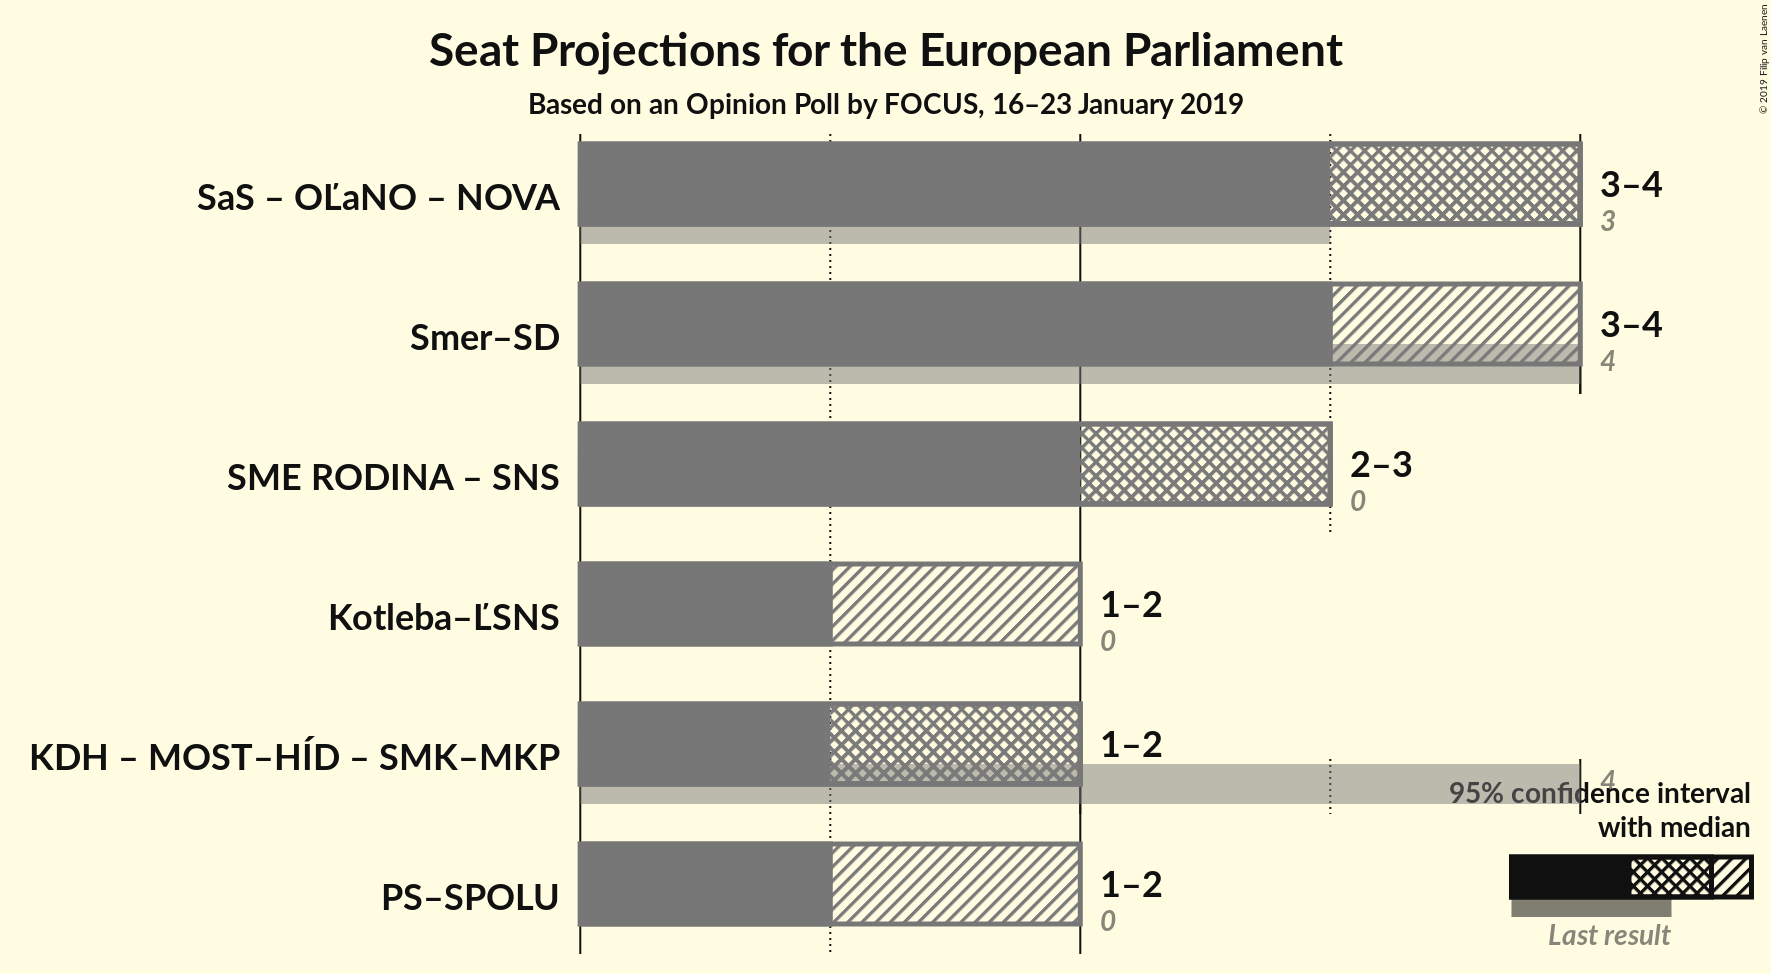 Seat Projections for the European Parliament
Based on an Opinion Poll by FOCUS, 16–23 January 2019
© 2019 Filip van Laenen
SaS – OĽaNO – NOVA
3–4
3
Smer–SD
3–4
4
SME RODINA – SNS
2–3
0
Kotleba–ĽSNS
1–2
0
KDH – MOST–HÍD – SMK–MKP
1–2
4
PS–SPOLU
1–2
0
95% confidence interval
with median
Last result